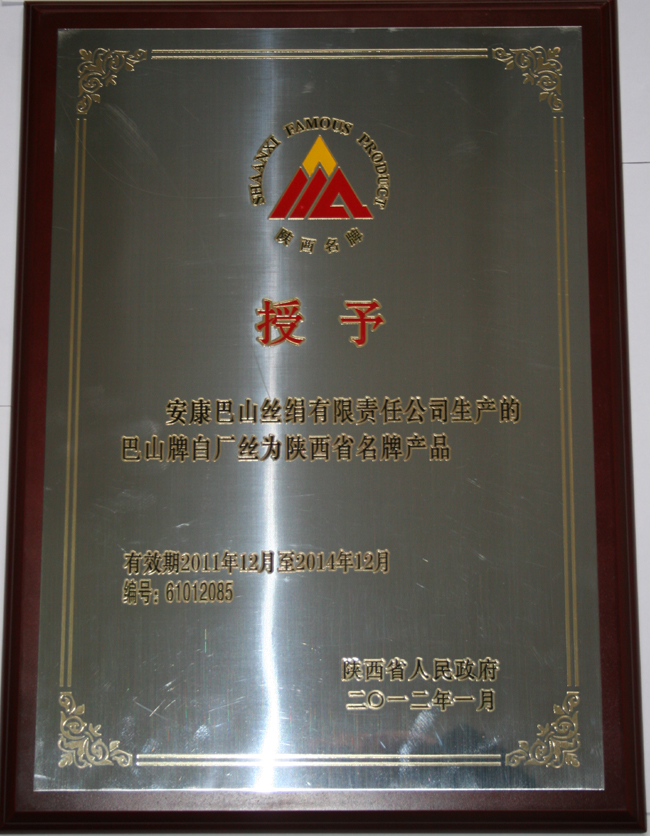 SHAANXI FAMOUS PRODUCT
陕西名牌
授予
安康巴山丝绢有限责任公司生产的
巴山牌自厂丝为陕西省名牌产品
有效期2011年12月至2014年12月
编号：61012085
陕西省人民政府
二〇一二年一月